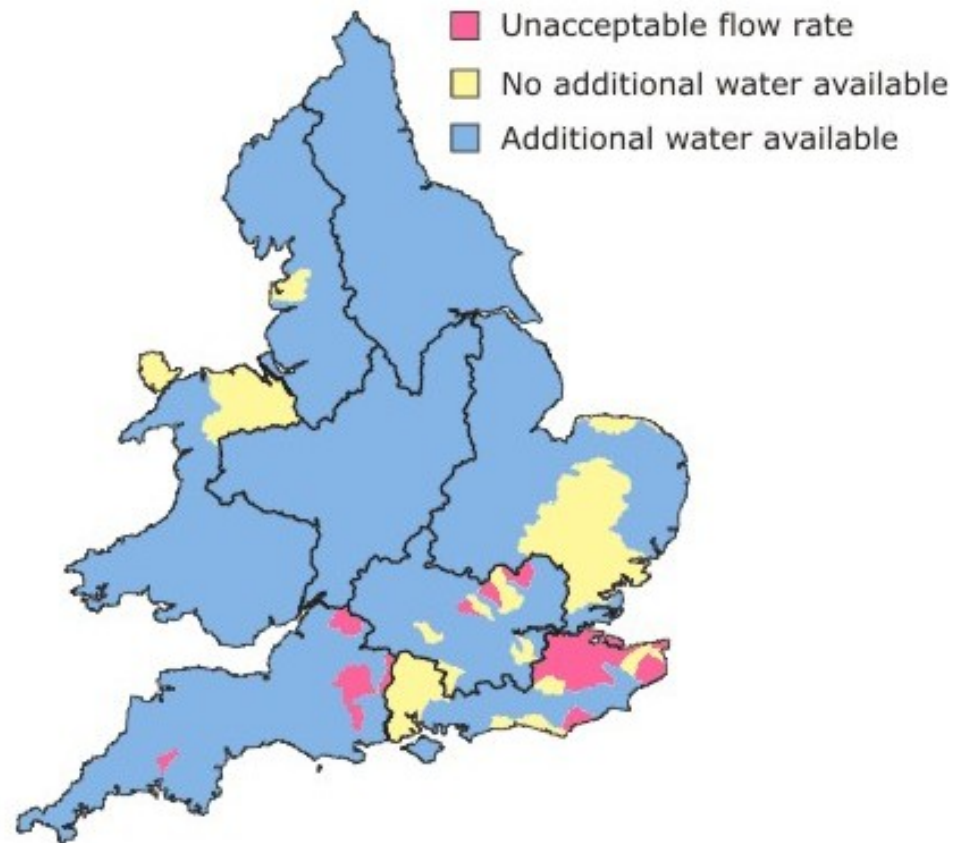 Unacceptable flow rate
No additional water available
Additional water available